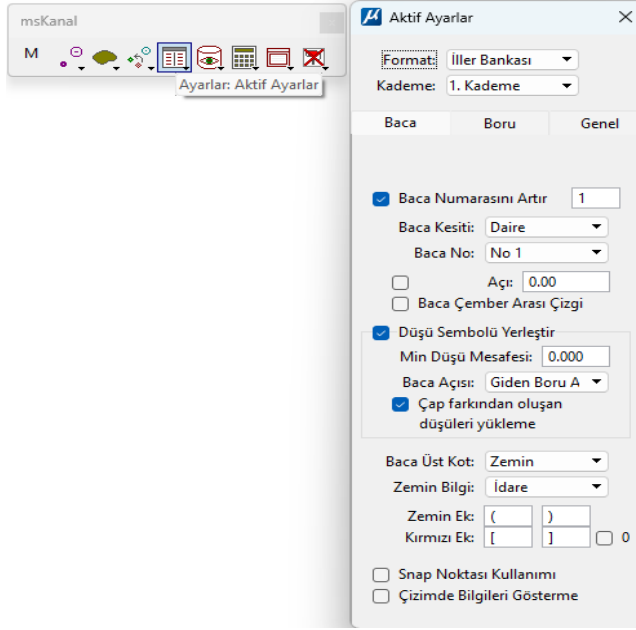 msKanal
M
Ayarlar: Aktif Ayarlar
Aktif Ayarlar
Format: İller Bankası
Kademe: 1. Kademe
Baca Boru Genel
Baca Numarasını Artır 1
Baca Kesiti: Daire
Baca No: No 1
Açı: 0.00
Baca Çember Arası Çizgi
Düşü Sembolü Yerleştir
Min Düşü Mesafesi: 0.000
Baca Açısı: Giden Boru A
Çap farkından oluşan
düşüleri yükleme
Baca Üst Kot: Zemin
Zemin Bilgi: İdare
Zemin Ek: ( )
Kırmızı Ek: [ ] 0
Snap Noktası Kullanımı
Çizimde Bilgileri Gösterme